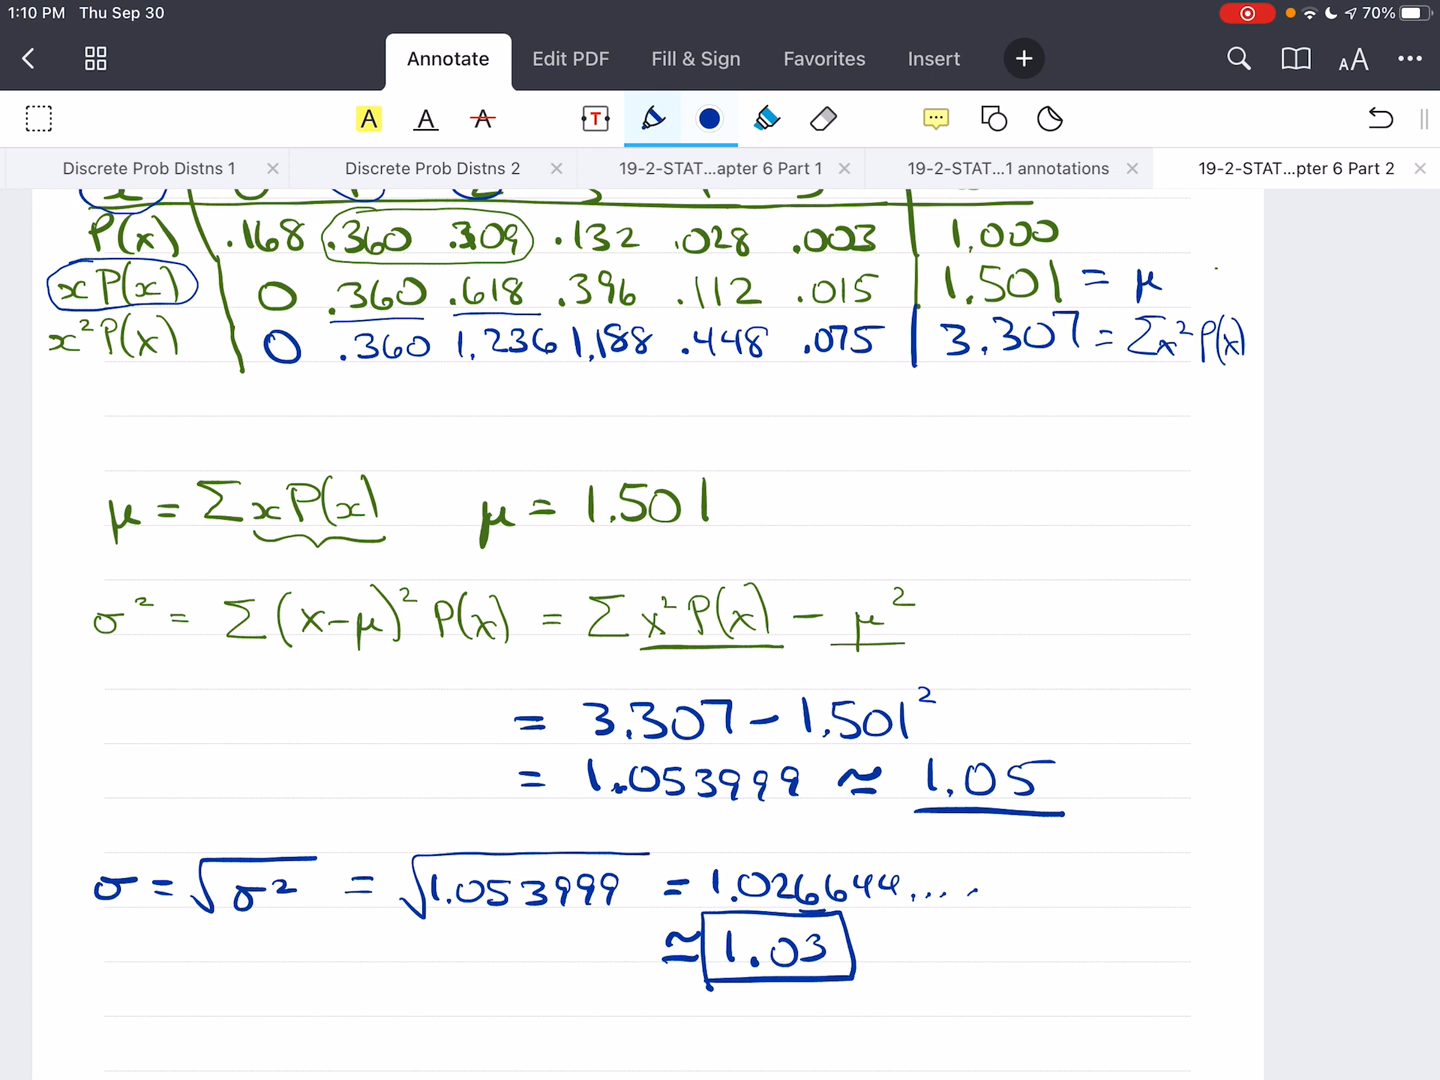 1:10 PM Thu Sep 30 70%
Annotate Edit PDF Fill & Sign Favorites Insert
A A A T
Discrete Prob Distns 1 Discrete Prob Distns 2 19-2-STAT...apter 6 Part 1 19-2-STAT...1 annotations 19-2-STAT...pter 6 Part 2
P(x) .168 .360 .309 .132 .028 .003 1.000
xP(x) 0 .360 .618 .396 .112 .015 1.501 = μ
x²P(x) 0 .360 1.236 1.188 .448 .075 3.307 = Σx²P(x)
μ = ΣxP(x) μ = 1.501
σ² = Σ(x-μ)² P(x) = Σx²P(x) - μ²
= 3.307 - 1.501²
= 1.053999 ≈ 1.05
σ = √σ² = √1.053999 = 1.026644....
≈ 1.03